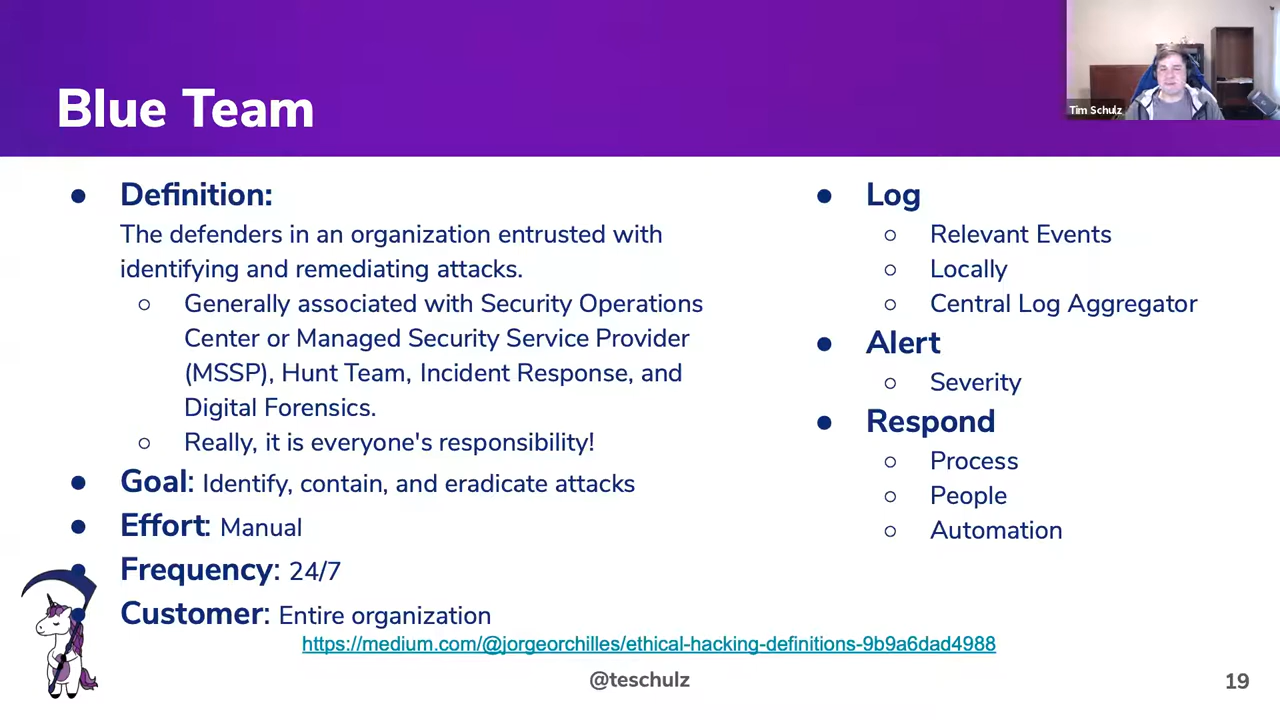 Blue Team
Tim Schulz
● Definition:
The defenders in an organization entrusted with
identifying and remediating attacks.
○ Generally associated with Security Operations
Center or Managed Security Service Provider
(MSSP), Hunt Team, Incident Response, and
Digital Forensics.
○ Really, it is everyone's responsibility!
● Goal: Identify, contain, and eradicate attacks
● Effort: Manual
● Frequency: 24/7
● Customer: Entire organization
● Log
○ Relevant Events
○ Locally
○ Central Log Aggregator
● Alert
○ Severity
● Respond
○ Process
○ People
○ Automation
https://medium.com/@jorgeorchilles/ethical-hacking-definitions-9b9a6dad4988
@teschulz
19